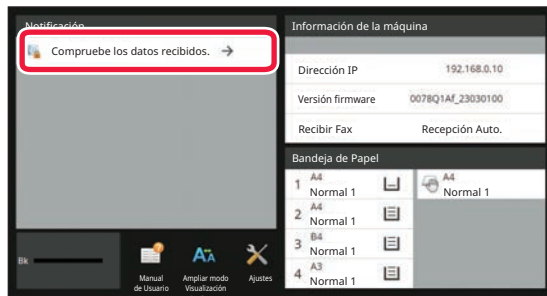 Notificación
Compruebe los datos recibidos. →
Bk
Manual
de Usuario
Ampliar modo
Visualización
Ajustes
Información de la máquina
Dirección IP 192.168.0.10
Versión firmware 0078Q1Af_23030100
Recibir Fax Recepción Auto.
Bandeja de Papel
1 A4
Normal 1
A4
Normal 1
2 A4
Normal 1
3 B4
Normal 1
4 A3
Normal 1